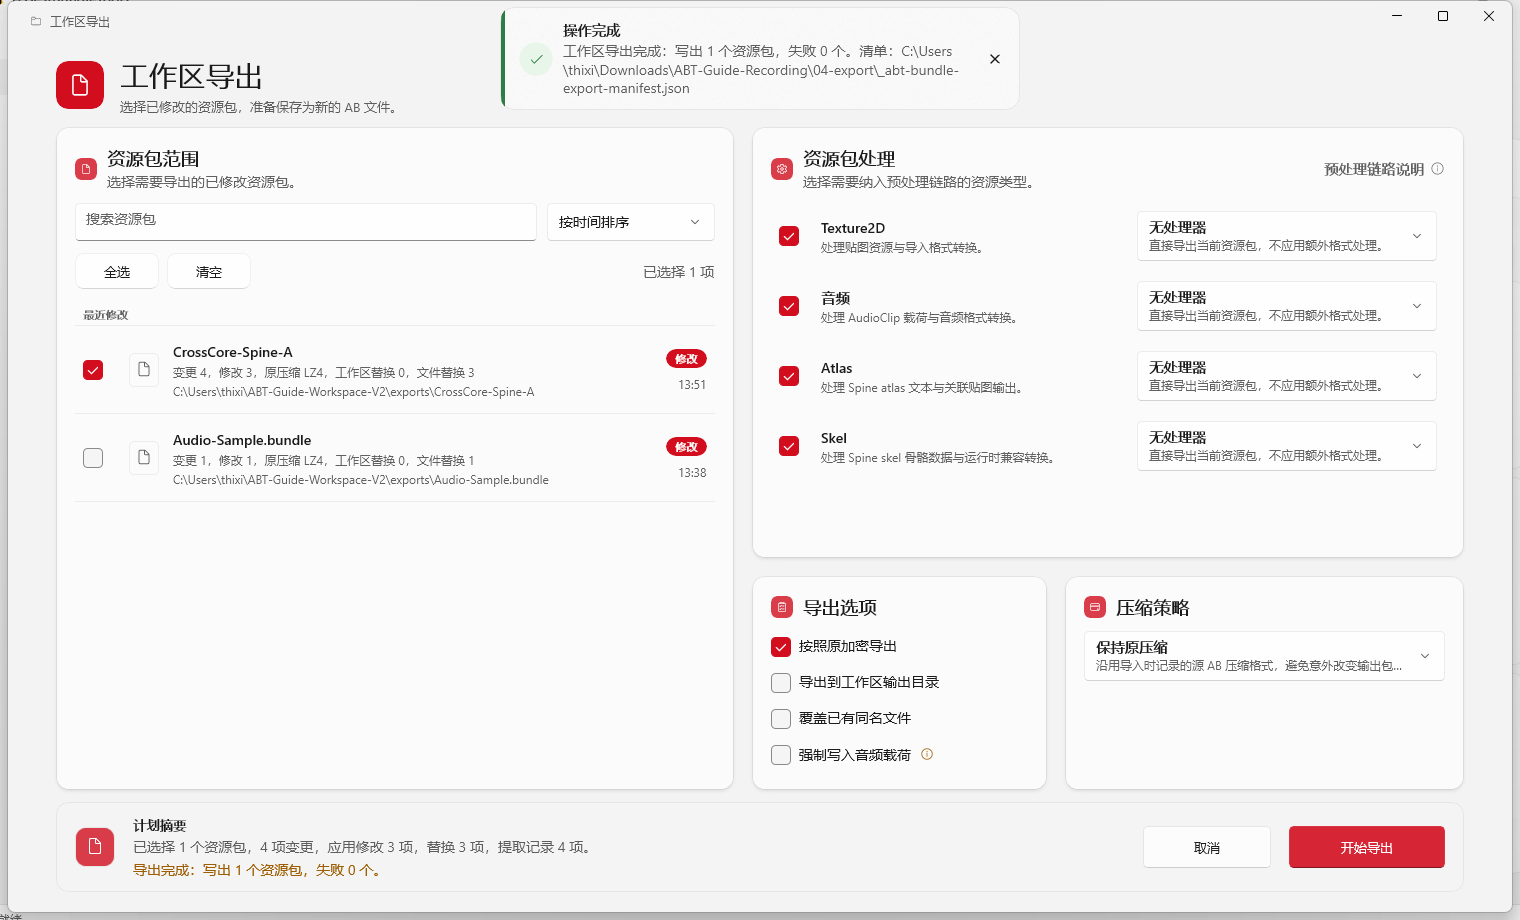 工作区导出
操作完成
工作区导出完成：写出 1 个资源包，失败 0 个。清单：C:\Users
\thixi\Downloads\ABT-Guide-Recording\04-export\_abt-bundle-
export-manifest.json
工作区导出
选择已修改的资源包，准备保存为新的 AB 文件。
资源包范围
选择需要导出的已修改资源包。
搜索资源包
按时间排序
全选
清空
已选择 1 项
最近修改
CrossCore-Spine-A
修改
变更 4，修改 3，原压缩 LZ4，工作区替换 0，文件替换 3
13:51
C:\Users\thixi\ABT-Guide-Workspace-V2\exports\CrossCore-Spine-A
Audio-Sample.bundle
修改
变更 1，修改 1，原压缩 LZ4，工作区替换 0，文件替换 1
13:38
C:\Users\thixi\ABT-Guide-Workspace-V2\exports\Audio-Sample.bundle
资源包处理
选择需要纳入预处理链路的资源类型。
预处理链路说明
Texture2D
处理贴图资源与导入格式转换。
无处理器
直接导出当前资源包，不应用额外格式处理。
音频
处理 AudioClip 载荷与音频格式转换。
无处理器
直接导出当前资源包，不应用额外格式处理。
Atlas
处理 Spine atlas 文本与关联贴图输出。
无处理器
直接导出当前资源包，不应用额外格式处理。
Skel
处理 Spine skel 骨骼数据与运行时兼容转换。
无处理器
直接导出当前资源包，不应用额外格式处理。
导出选项
按照原加密导出
导出到工作区输出目录
覆盖已有同名文件
强制写入音频载荷
压缩策略
保持原压缩
沿用导入时记录的源 AB 压缩格式，避免意外改变输出包...
计划摘要
已选择 1 个资源包，4 项变更，应用修改 3 项，替换 3 项，提取记录 4 项。
导出完成：写出 1 个资源包，失败 0 个。
取消
开始导出